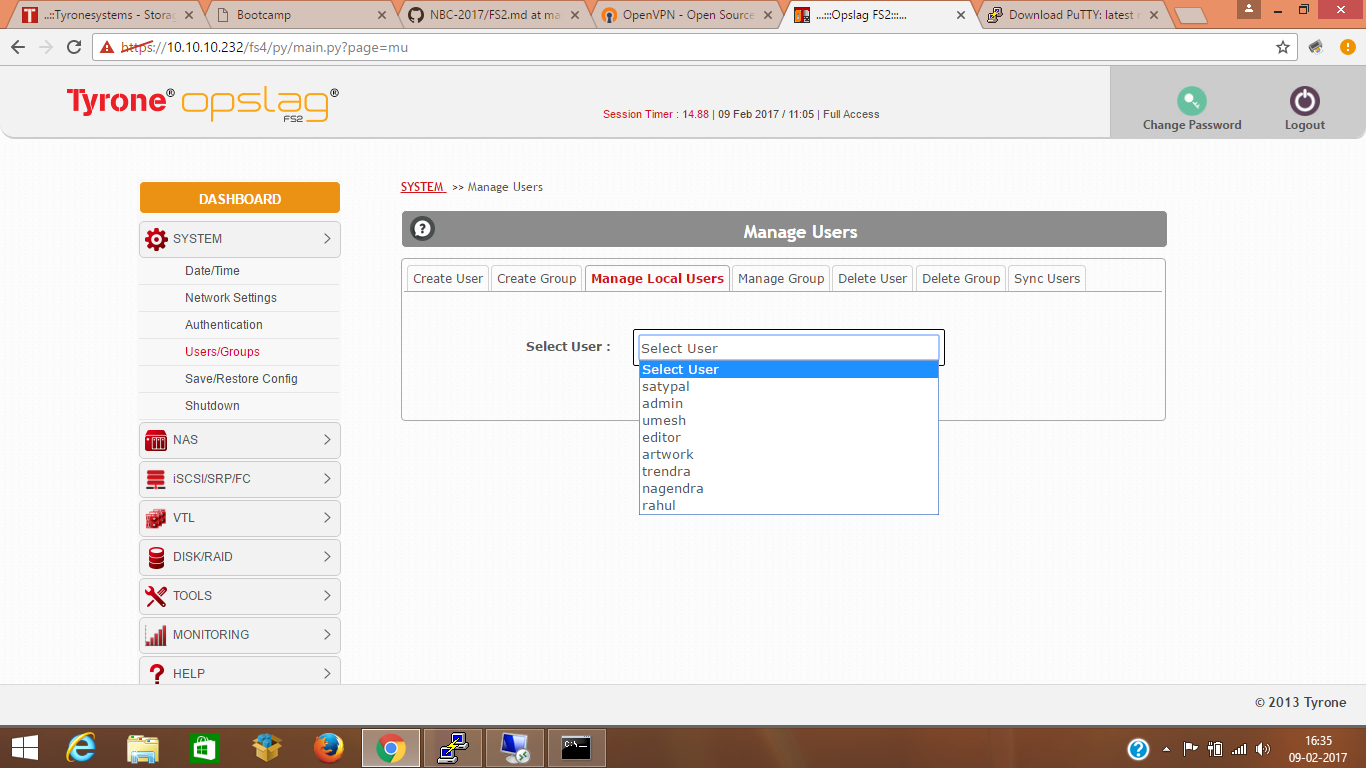 ..::Tyronesystems - Storag
Bootcamp
NBC-2017/FS2.md at ma
OpenVPN - Open Source
..:::Opslag FS2:::...
Download PuTTY: latest r
https://10.10.10.232/fs4/py/main.py?page=mu
Tyrone® opslag® FS2
Session Timer : 14.88 | 09 Feb 2017 / 11:05 | Full Access
Change Password
Logout
DASHBOARD
SYSTEM
Date/Time
Network Settings
Authentication
Users/Groups
Save/Restore Config
Shutdown
NAS
iSCSI/SRP/FC
VTL
DISK/RAID
TOOLS
MONITORING
HELP
SYSTEM >> Manage Users
Manage Users
Create User Create Group Manage Local Users Manage Group Delete User Delete Group Sync Users
Select User : Select User
Select User
satypal
admin
umesh
editor
artwork
trendra
nagendra
rahul
© 2013 Tyrone
C:\_
16:35
09-02-2017